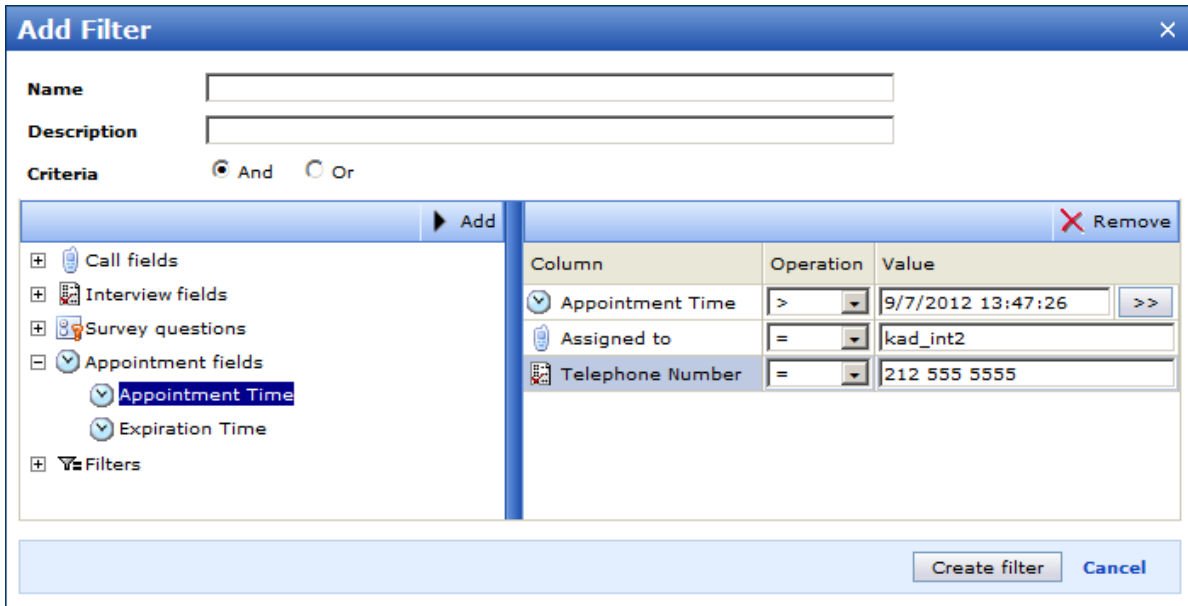 Add Filter
Name
Description
Criteria And Or
Add
Remove
Call fields
Interview fields
Survey questions
Appointment fields
Appointment Time
Expiration Time
Filters
Column Operation Value
Appointment Time > 9/7/2012 13:47:26 >>
Assigned to = kad_int2
Telephone Number = 212 555 5555
Create filter Cancel